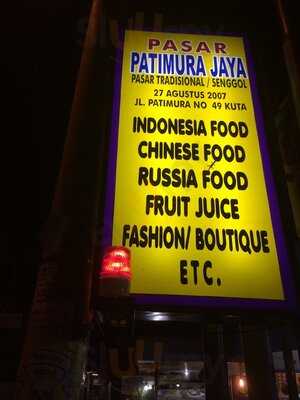 PASAR
PATIMURA JAYA
PASAR TRADISIONAL / SENGGOL
27 AGUSTUS 2007
JL. PATIMURA NO 49 KUTA
INDONESIA FOOD
CHINESE FOOD
RUSSIA FOOD
FRUIT JUICE
FASHION/ BOUTIQUE
ETC.